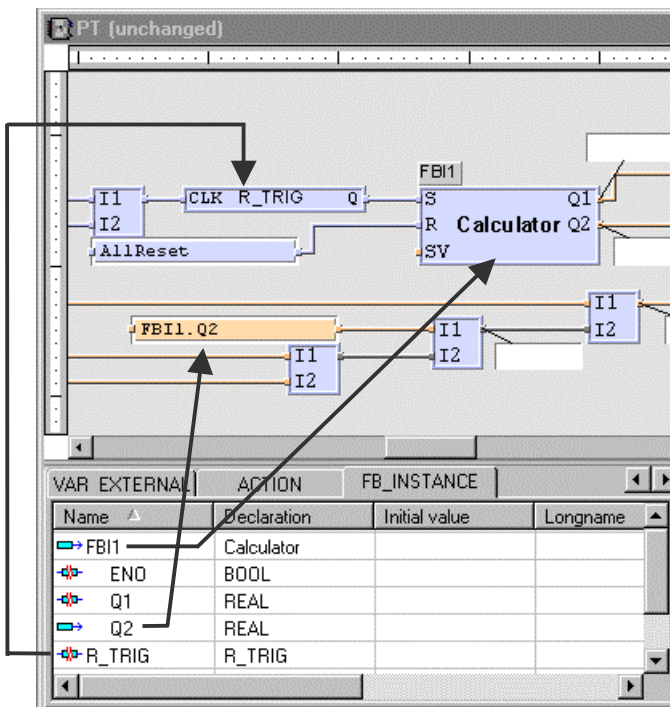 PT (unchanged)
FBI1
I1
I2
CLK R_TRIG Q
S Q1
R Calculator Q2
SV
AllReset
I1
I2
FBI1.Q2
I1
I2
I1
I2
VAR EXTERNAL ACTION FB_INSTANCE
Name Declaration Initial value Longname
FBI1 Calculator
ENO BOOL
Q1 REAL
Q2 REAL
R_TRIG R_TRIG